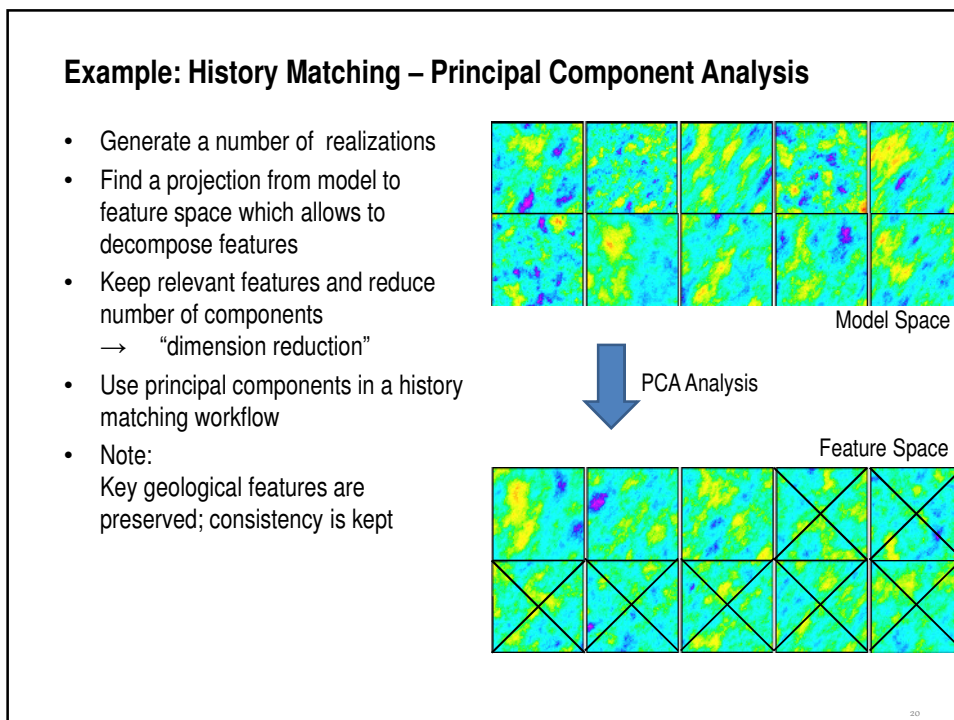 Example: History Matching – Principal Component Analysis
• Generate a number of realizations
• Find a projection from model to
feature space which allows to
decompose features
• Keep relevant features and reduce
number of components
→ “dimension reduction”
• Use principal components in a history
matching workflow
• Note:
Key geological features are
preserved; consistency is kept
Model Space
PCA Analysis
Feature Space
20